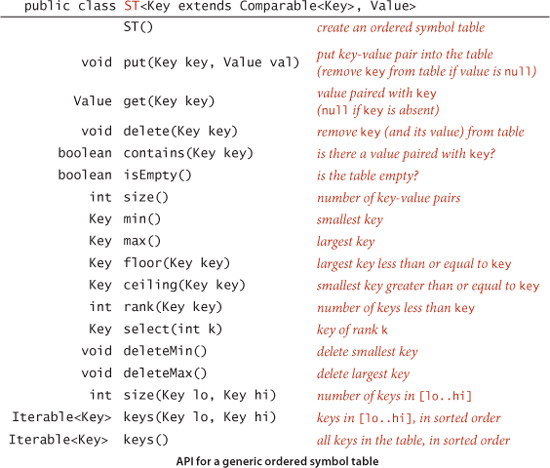 public class ST<Key extends Comparable<Key>, Value>
ST() create an ordered symbol table
void put(Key key, Value val) put key-value pair into the table
(remove key from table if value is null)
Value get(Key key) value paired with key
(null if key is absent)
void delete(Key key) remove key (and its value) from table
boolean contains(Key key) is there a value paired with key?
boolean isEmpty() is the table empty?
int size() number of key-value pairs
Key min() smallest key
Key max() largest key
Key floor(Key key) largest key less than or equal to key
Key ceiling(Key key) smallest key greater than or equal to key
int rank(Key key) number of keys less than key
Key select(int k) key of rank k
void deleteMin() delete smallest key
void deleteMax() delete largest key
int size(Key lo, Key hi) number of keys in [lo..hi]
Iterable<Key> keys(Key lo, Key hi) keys in [lo..hi], in sorted order
Iterable<Key> keys() all keys in the table, in sorted order
API for a generic ordered symbol table